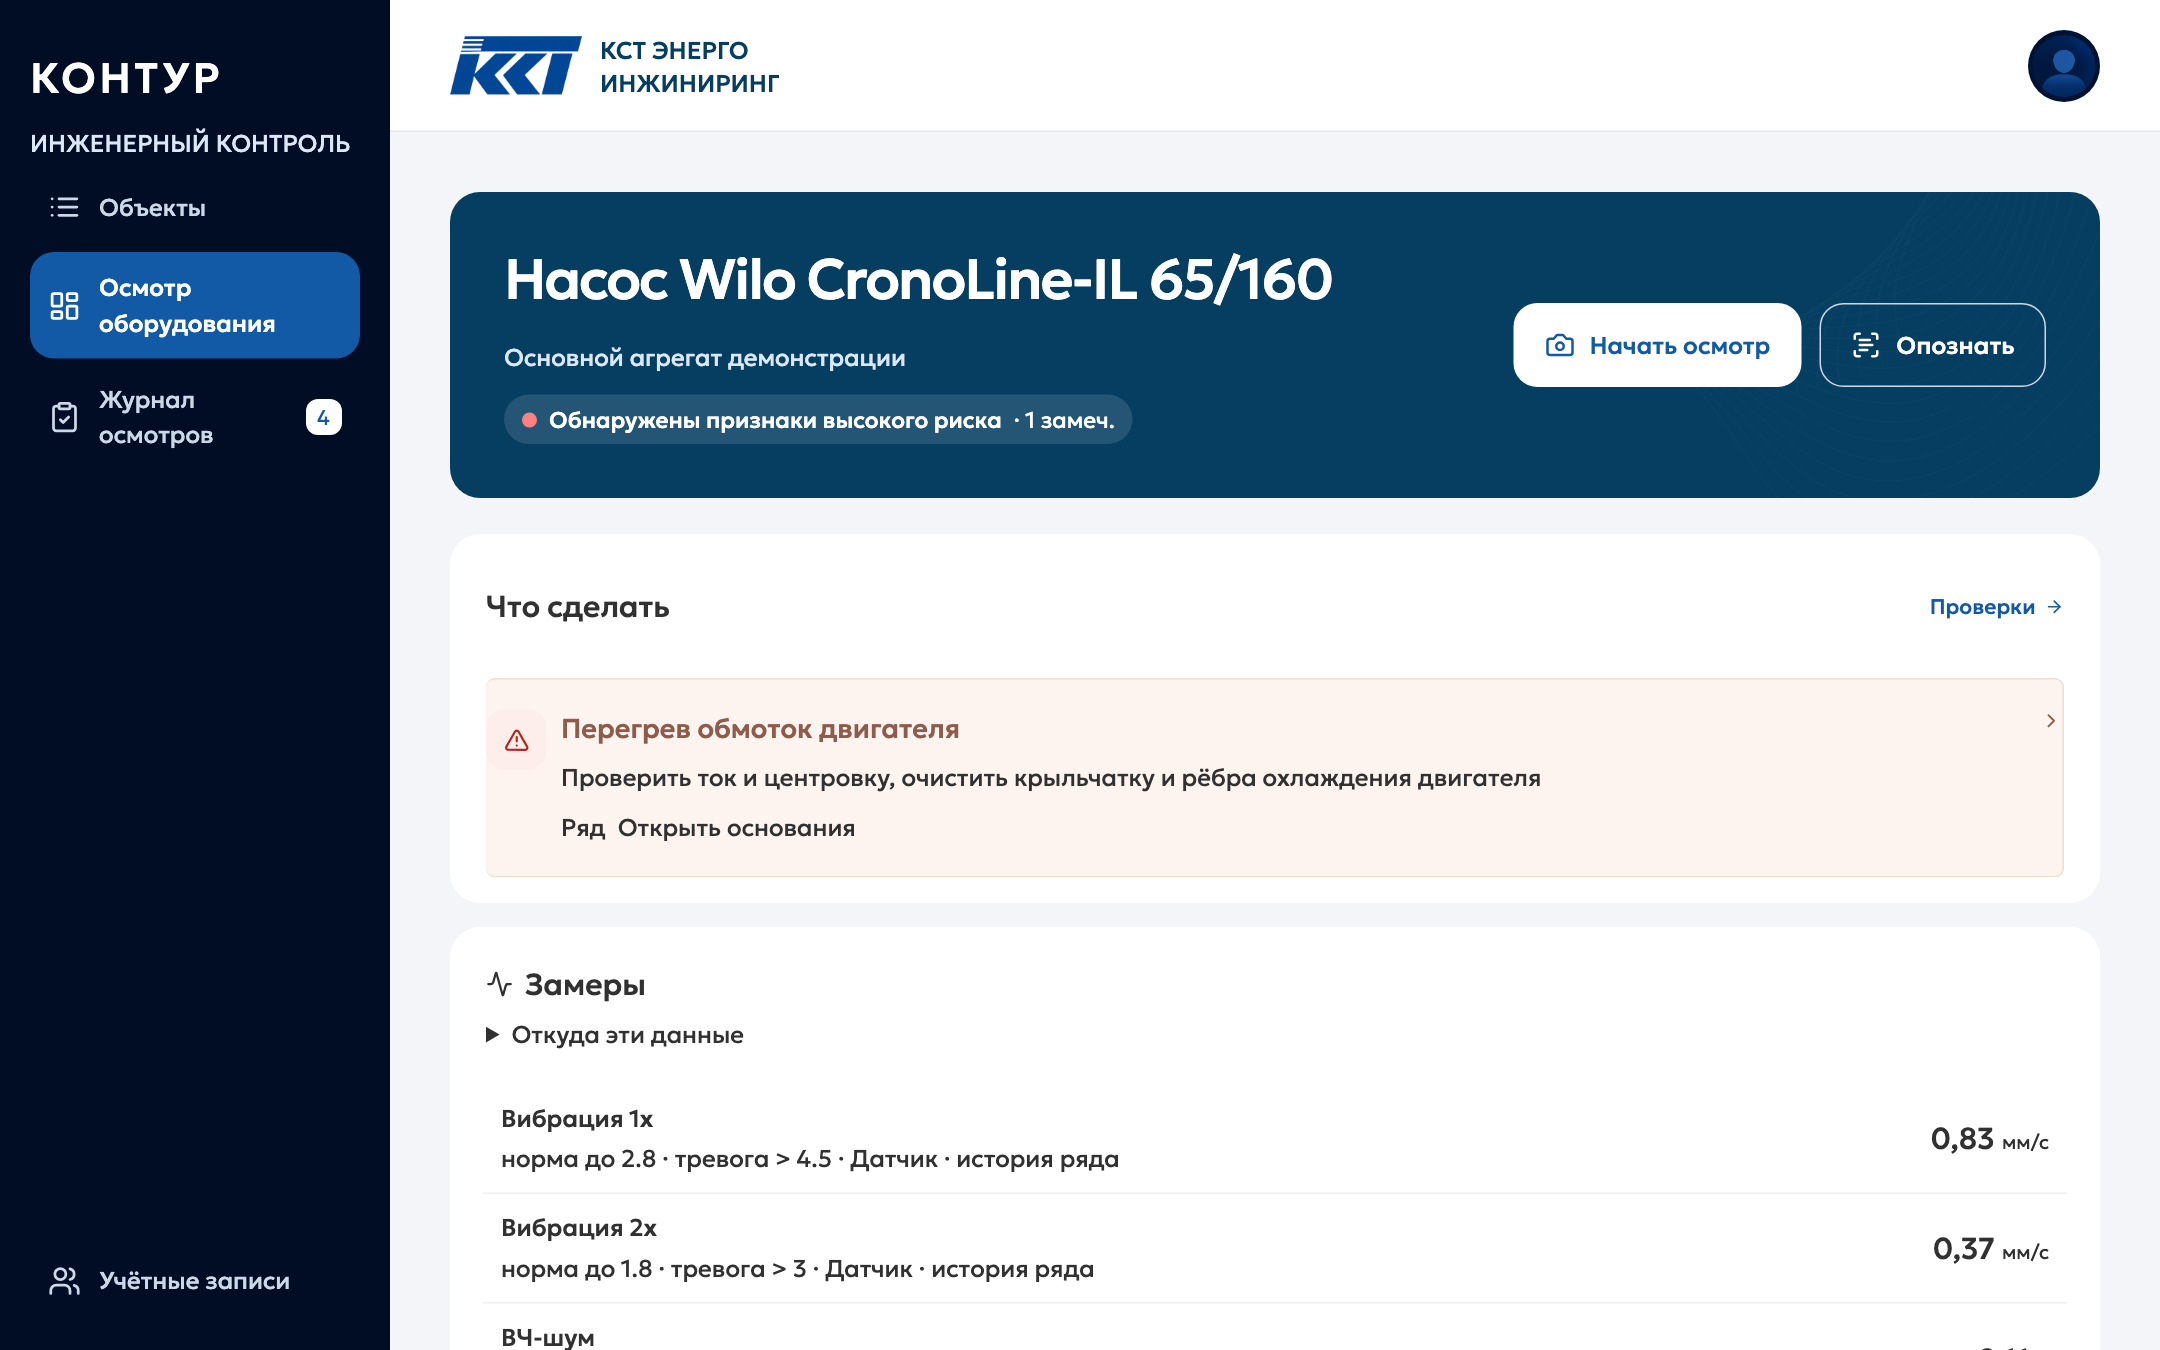 КОНТУР
ИНЖЕНЕРНЫЙ КОНТРОЛЬ
Объекты
Осмотр
оборудования
Журнал
осмотров
4
Учётные записи
ККТ
КСТ ЭНЕРГО
ИНЖИНИРИНГ
Насос Wilo CronoLine-IL 65/160
Основной агрегат демонстрации
Обнаружены признаки высокого риска · 1 замеч.
Начать осмотр
Опознать
Что сделать
Проверки
Перегрев обмоток двигателя
Проверить ток и центровку, очистить крыльчатку и рёбра охлаждения двигателя
Ряд Открыть основания
Замеры
Откуда эти данные
Вибрация 1x
норма до 2.8 · тревога > 4.5 · Датчик · история ряда
0,83 мм/с
Вибрация 2x
норма до 1.8 · тревога > 3 · Датчик · история ряда
0,37 мм/с
ВЧ-шум